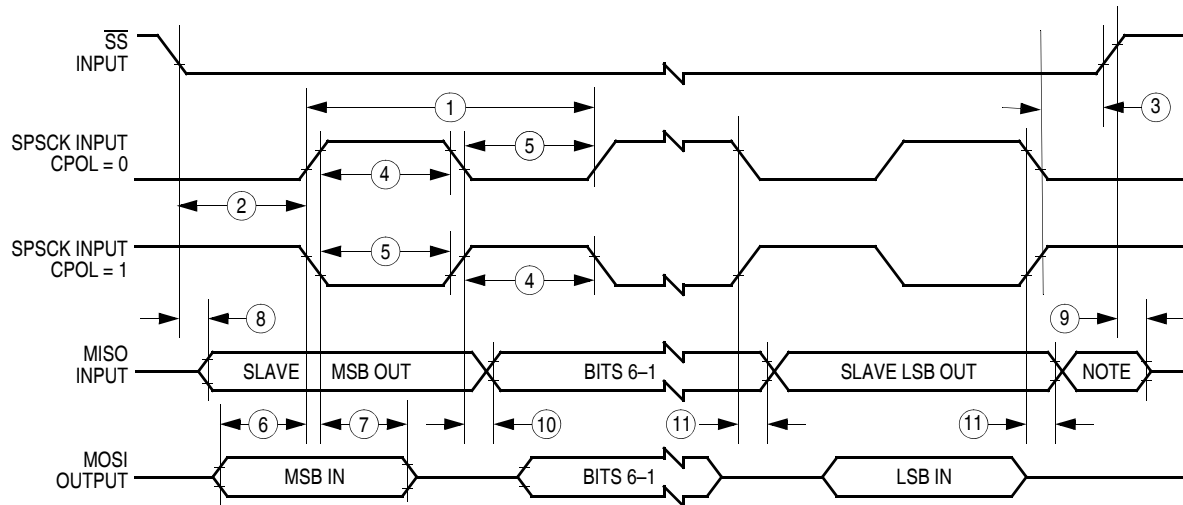 SS
INPUT
1
3
SPSCK INPUT
CPOL = 0
5
4
2
SPSCK INPUT
CPOL = 1
5
4
8
9
MISO
INPUT
SLAVE MSB OUT
BITS 6–1
SLAVE LSB OUT
NOTE
6
7
10
11
11
MOSI
OUTPUT
MSB IN
BITS 6–1
LSB IN